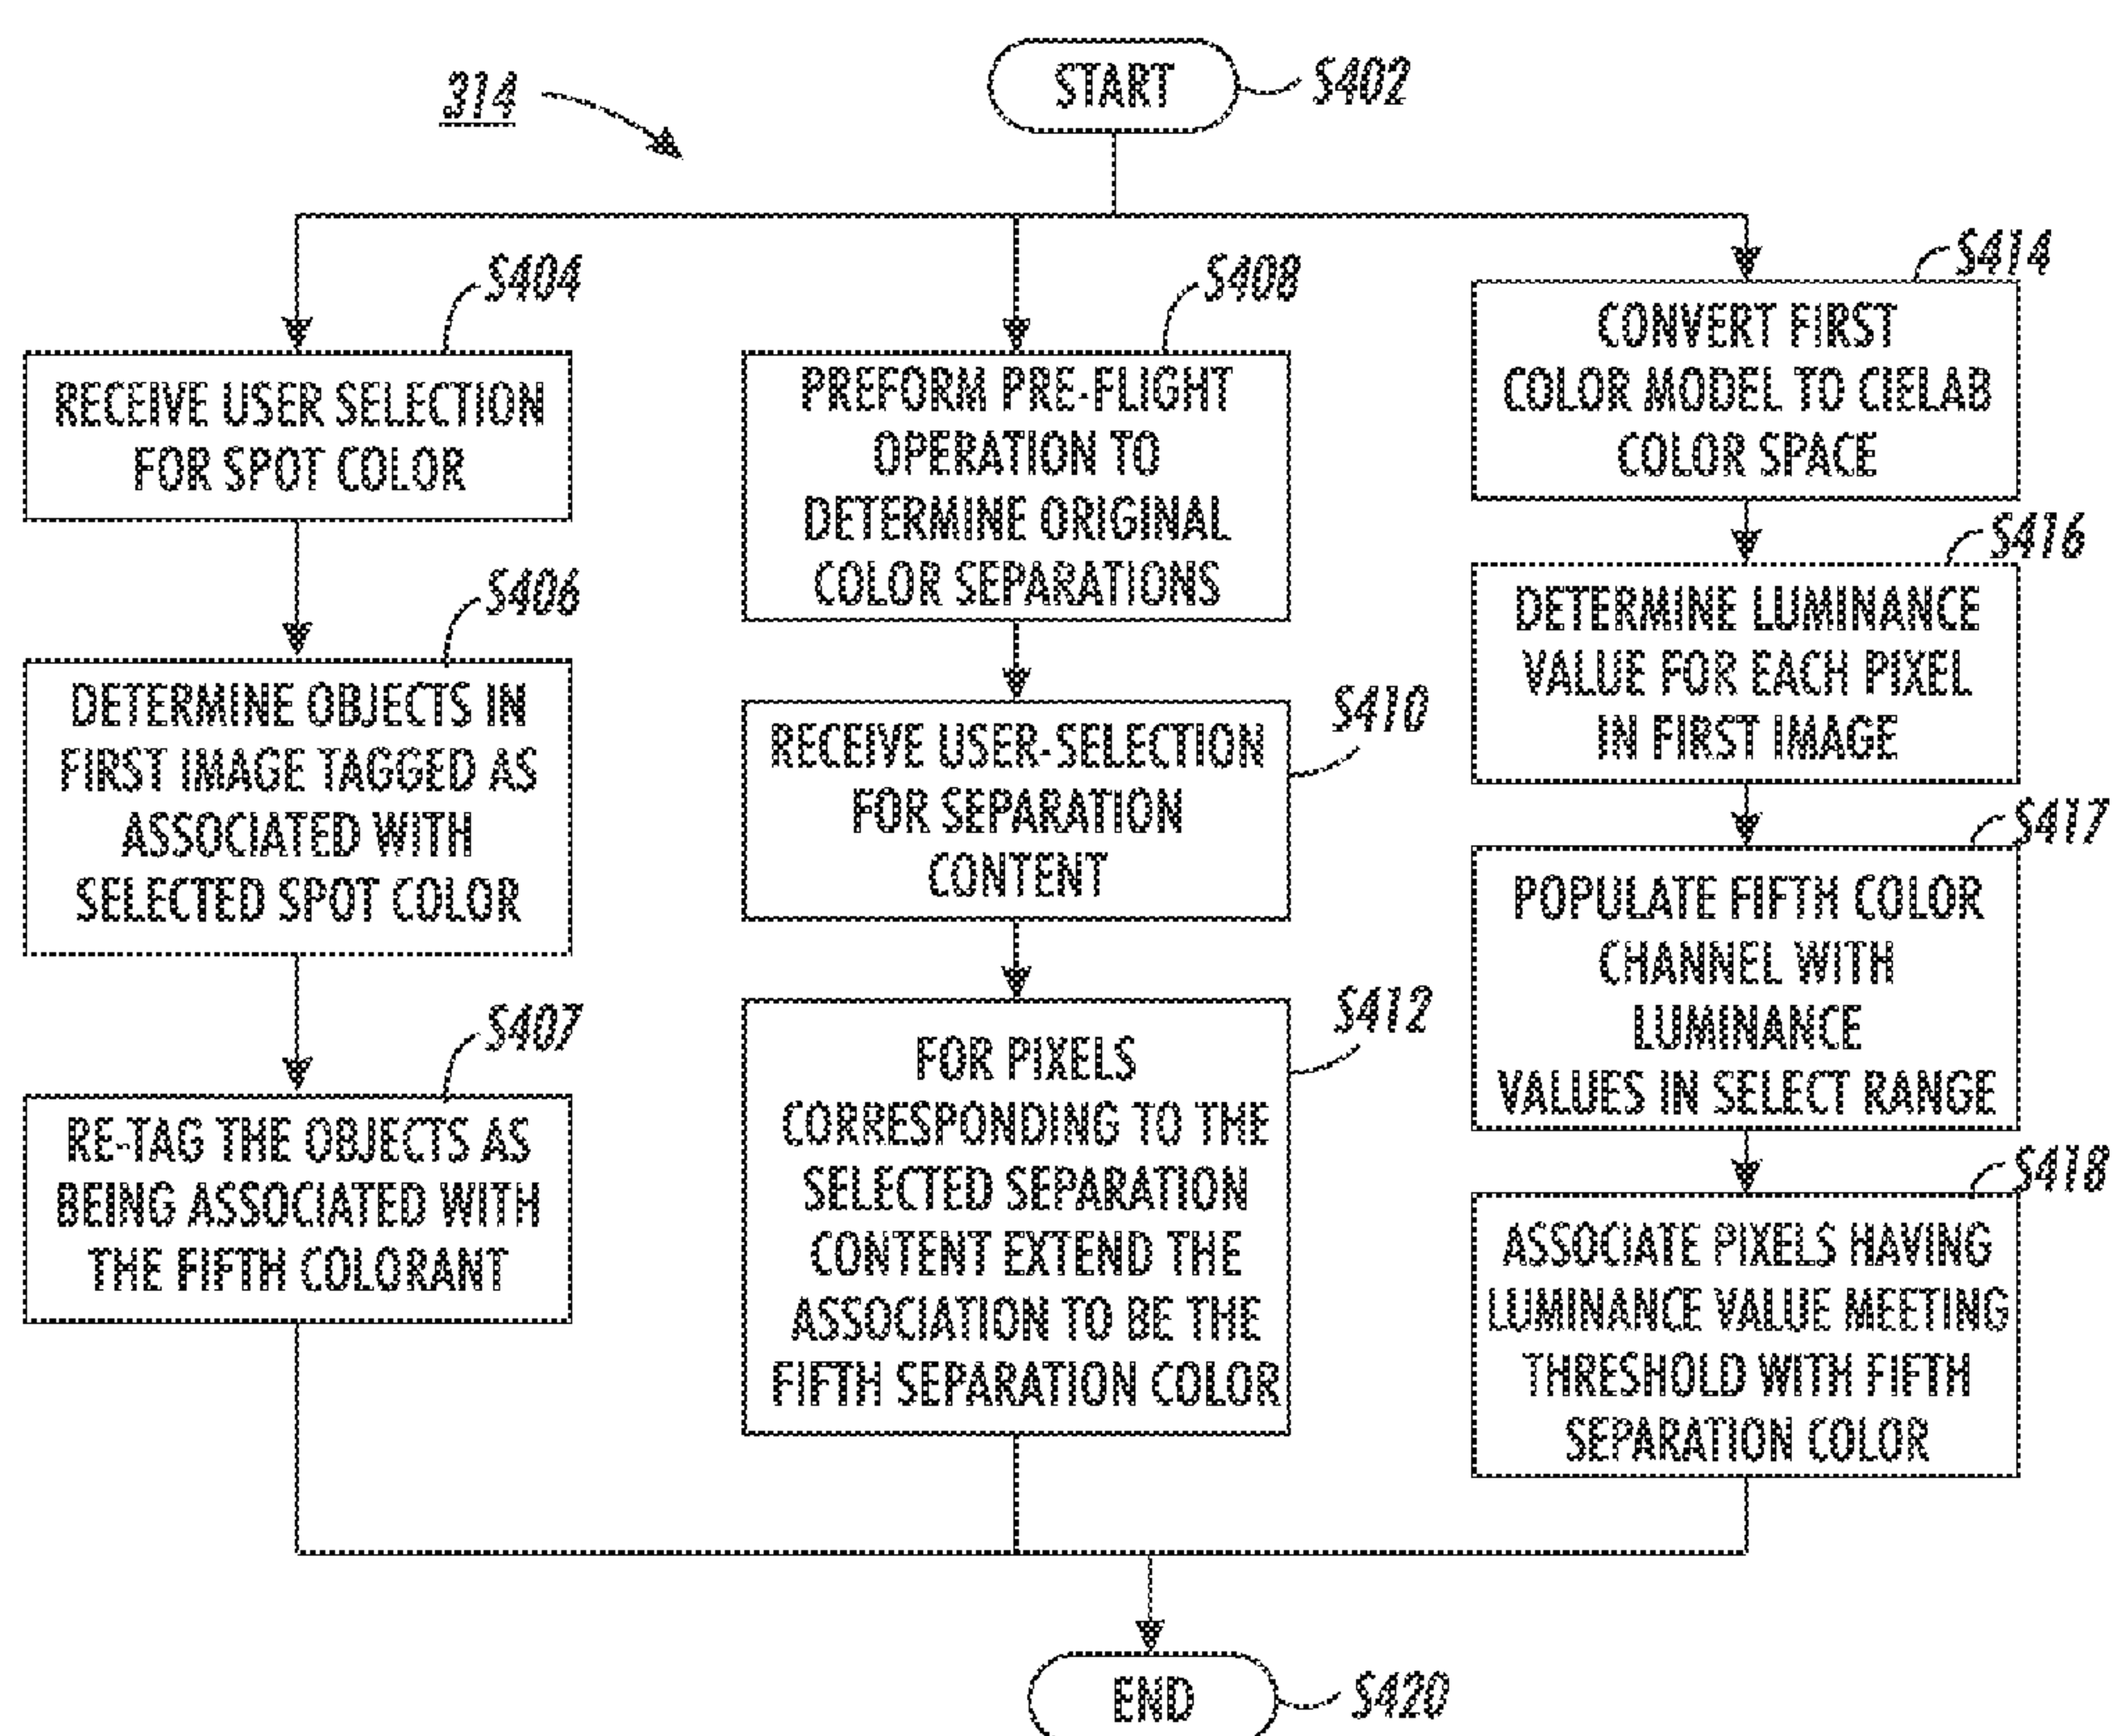 314
START
S402
S404
RECEIVE USER SELECTION
FOR SPOT COLOR
S406
DETERMINE OBJECTS IN
FIRST IMAGE TAGGED AS
ASSOCIATED WITH
SELECTED SPOT COLOR
S407
RE-TAG THE OBJECTS AS
BEING ASSOCIATED WITH
THE FIFTH COLORANT
S408
PREFORM PRE-FLIGHT
OPERATION TO
DETERMINE ORIGINAL
COLOR SEPARATIONS
S410
RECEIVE USER-SELECTION
FOR SEPARATION
CONTENT
S412
FOR PIXELS
CORRESPONDING TO THE
SELECTED SEPARATION
CONTENT EXTEND THE
ASSOCIATION TO BE THE
FIFTH SEPARATION COLOR
S414
CONVERT FIRST
COLOR MODEL TO CIELAB
COLOR SPACE
S416
DETERMINE LUMINANCE
VALUE FOR EACH PIXEL
IN FIRST IMAGE
S417
POPULATE FIFTH COLOR
CHANNEL WITH
LUMINANCE
VALUES IN SELECT RANGE
S418
ASSOCIATE PIXELS HAVING
LUMINANCE VALUE MEETING
THRESHOLD WITH FIFTH
SEPARATION COLOR
END
S420